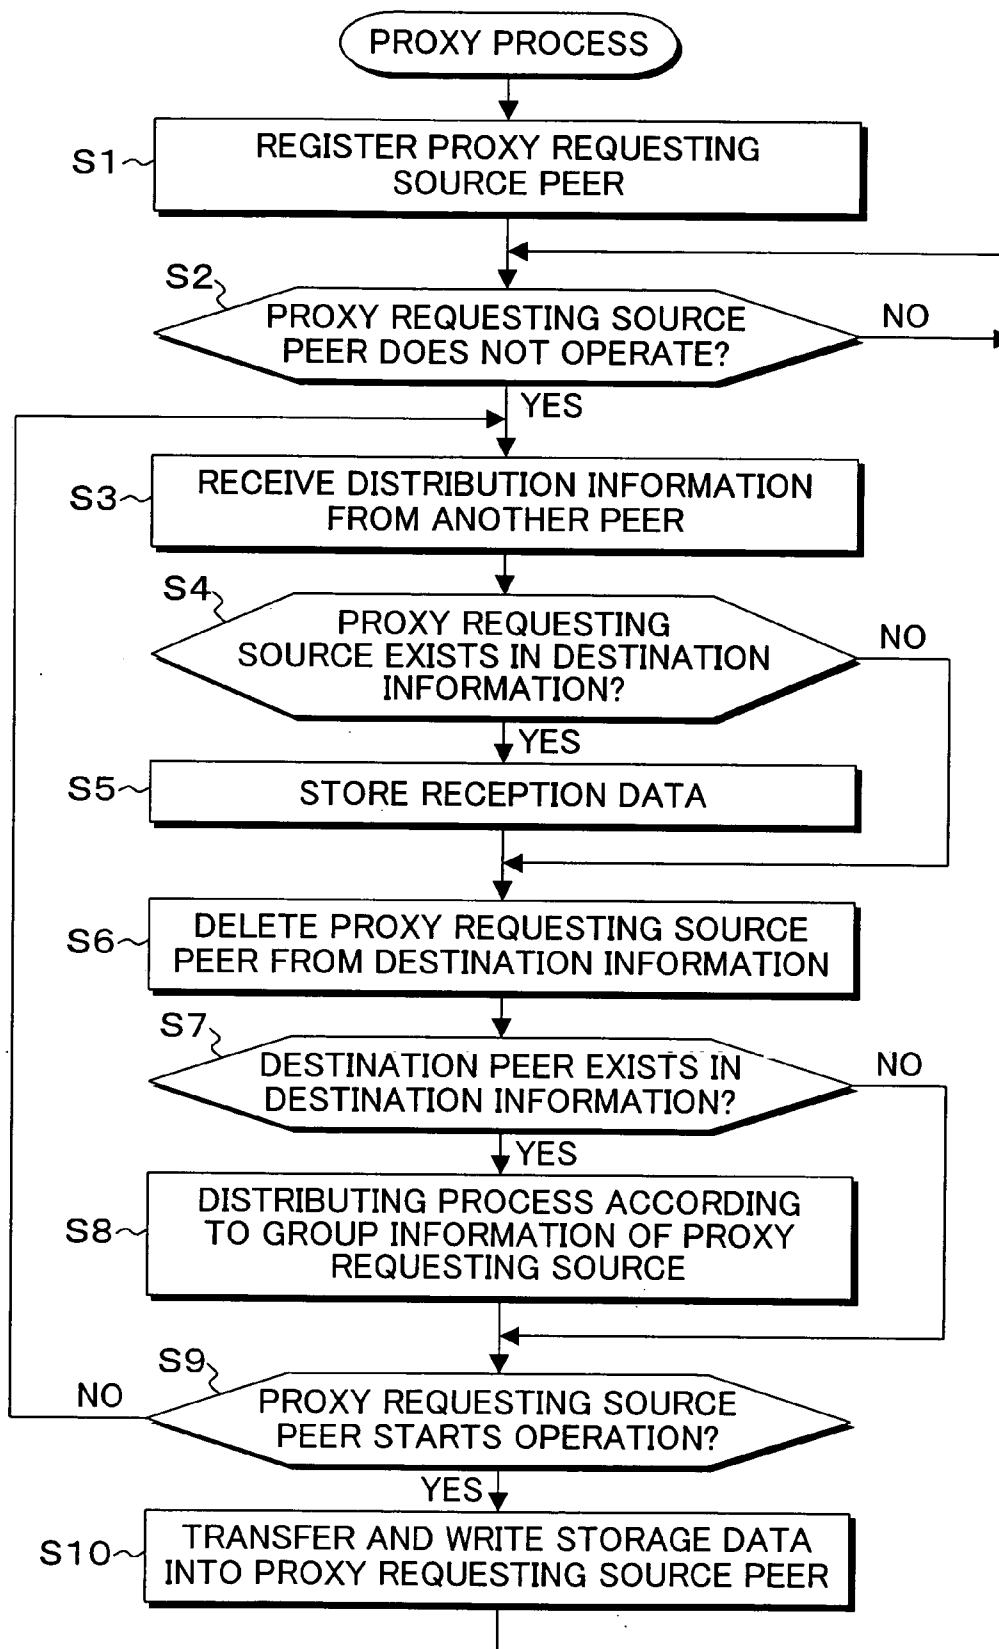 PROXY PROCESS
S1
REGISTER PROXY REQUESTING
SOURCE PEER
S2
PROXY REQUESTING SOURCE
PEER DOES NOT OPERATE?
NO
YES
S3
RECEIVE DISTRIBUTION INFORMATION
FROM ANOTHER PEER
S4
PROXY REQUESTING
SOURCE EXISTS IN DESTINATION
INFORMATION?
NO
YES
S5
STORE RECEPTION DATA
S6
DELETE PROXY REQUESTING SOURCE
PEER FROM DESTINATION INFORMATION
S7
DESTINATION PEER EXISTS IN
DESTINATION INFORMATION?
NO
YES
S8
DISTRIBUTING PROCESS ACCORDING
TO GROUP INFORMATION OF PROXY
REQUESTING SOURCE
S9
NO
PROXY REQUESTING SOURCE
PEER STARTS OPERATION?
YES
S10
TRANSFER AND WRITE STORAGE DATA
INTO PROXY REQUESTING SOURCE PEER